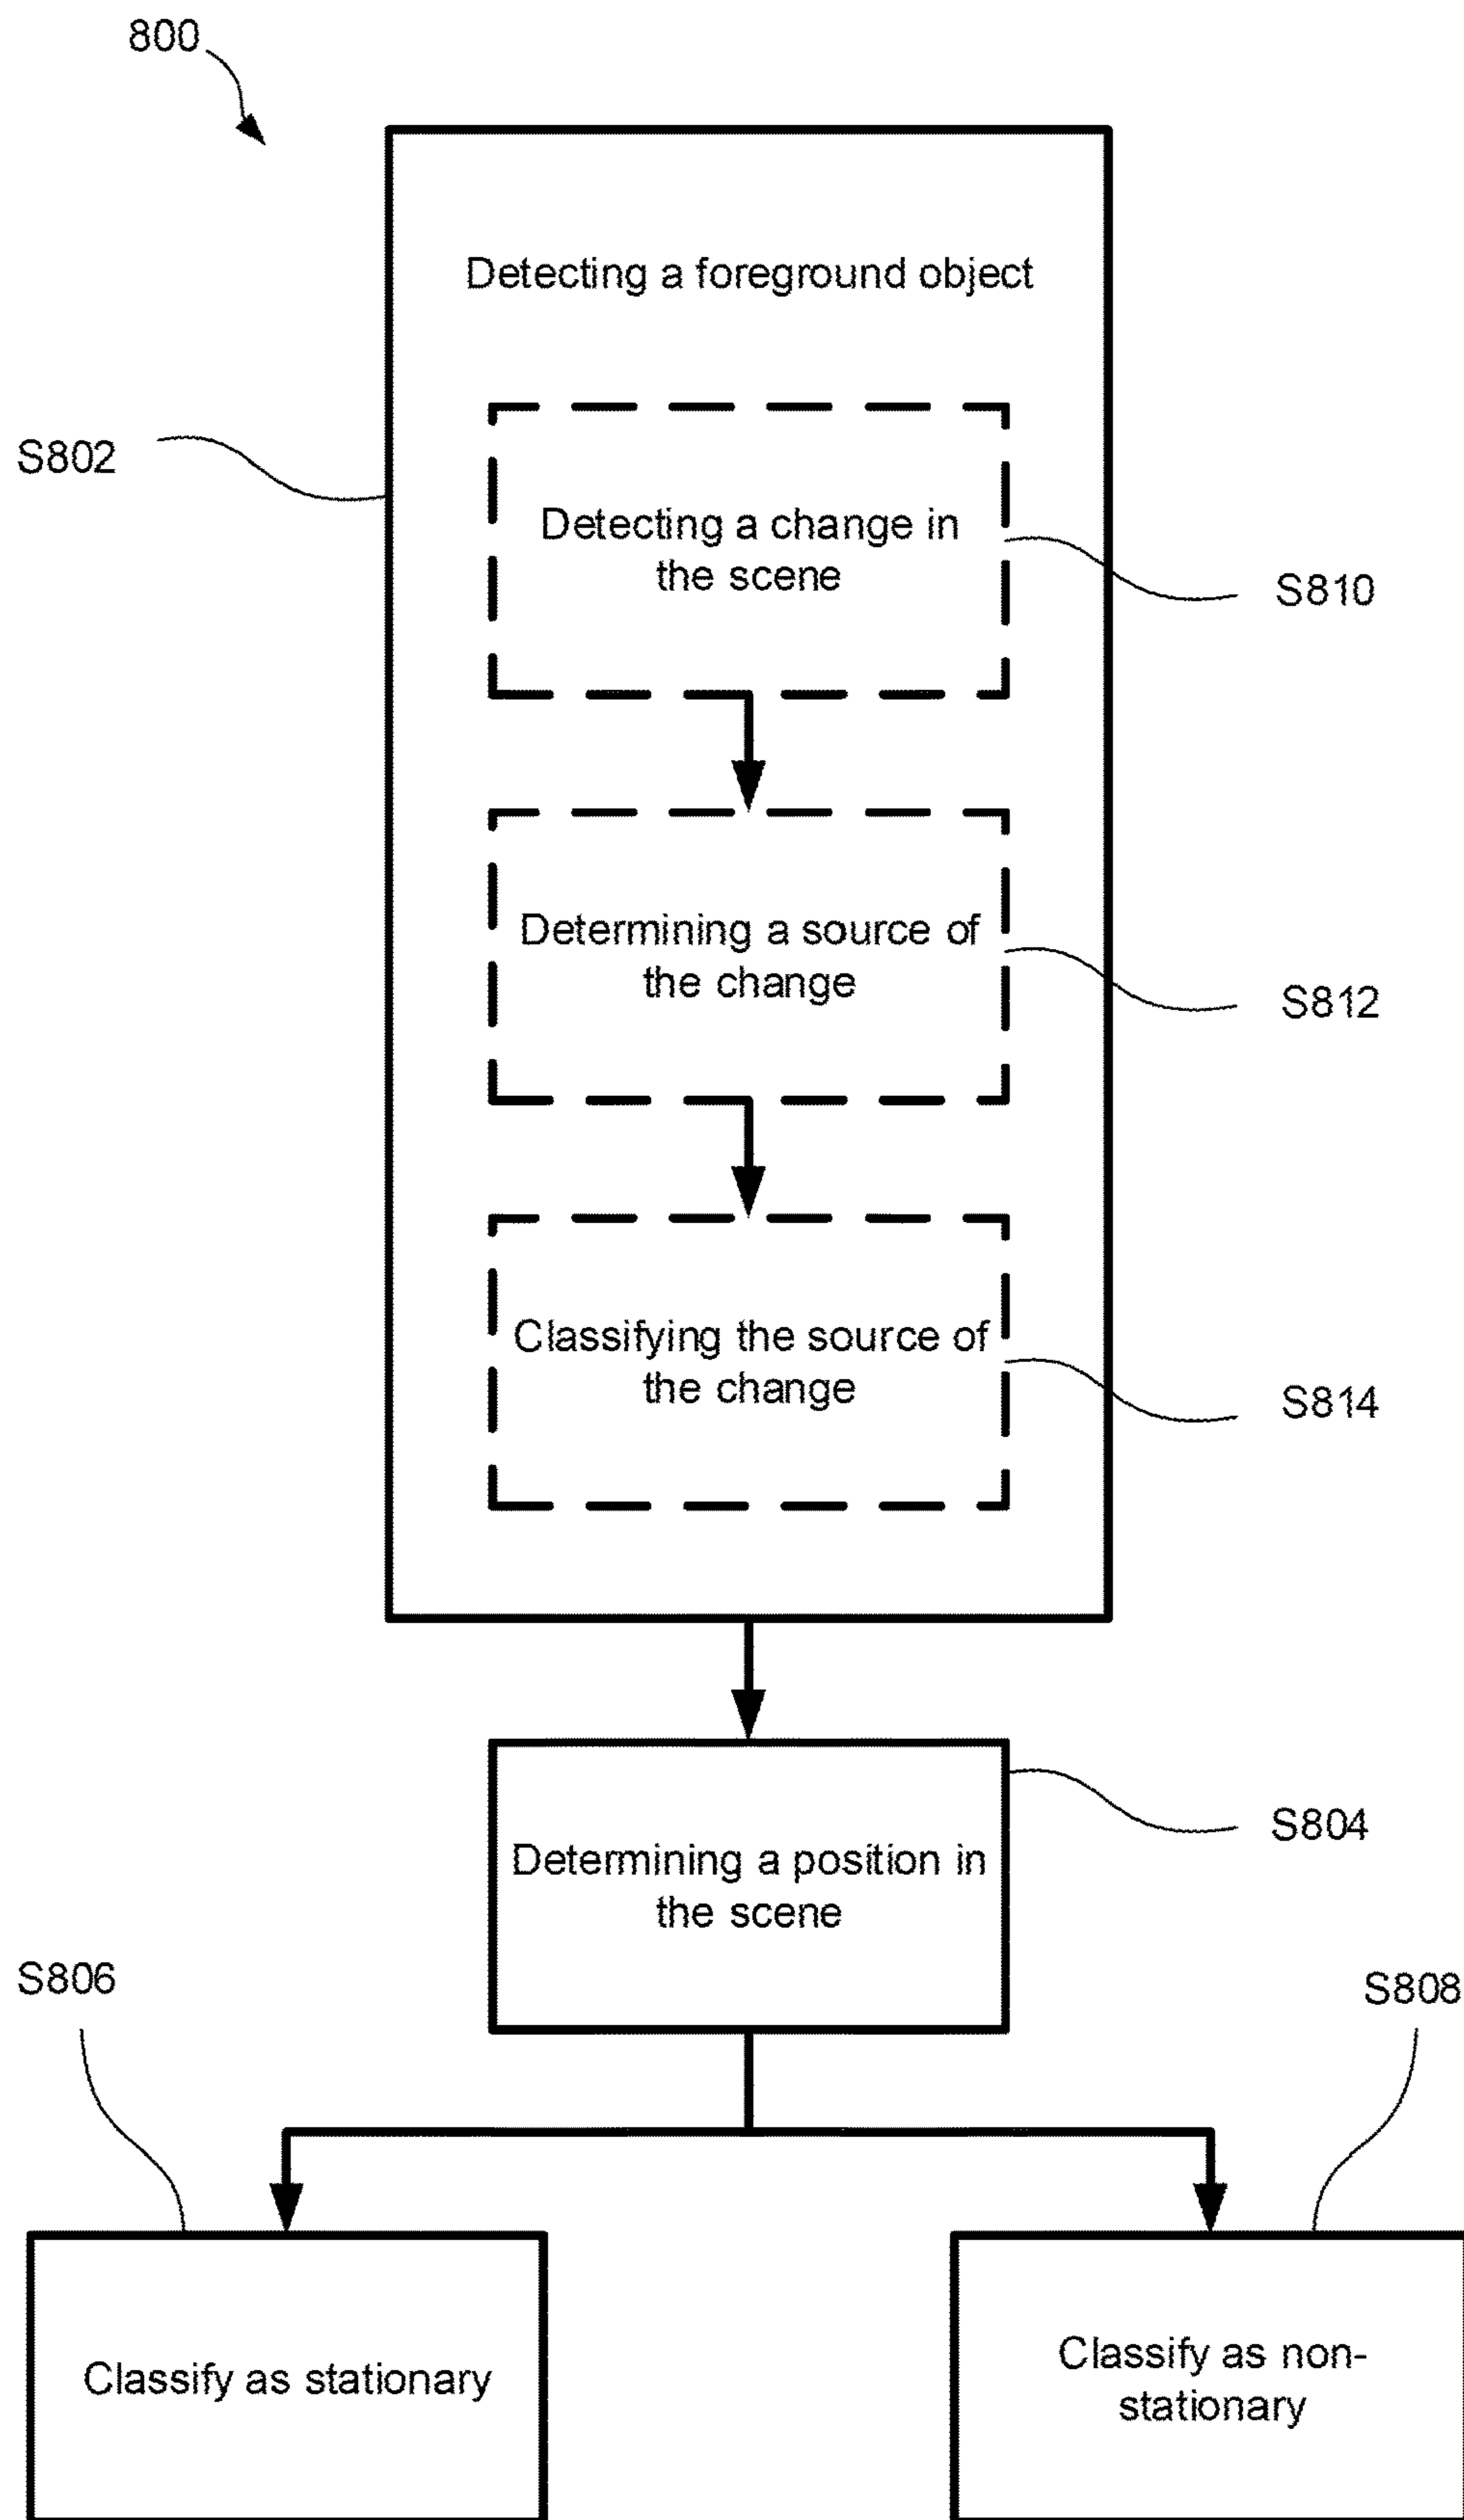 800
Detecting a foreground object
S802
Detecting a change in
the scene
S810
Determining a source of
the change
S812
Classifying the source of
the change
S814
Determining a position in
the scene
S804
S806
S808
Classify as stationary
Classify as non-
stationary